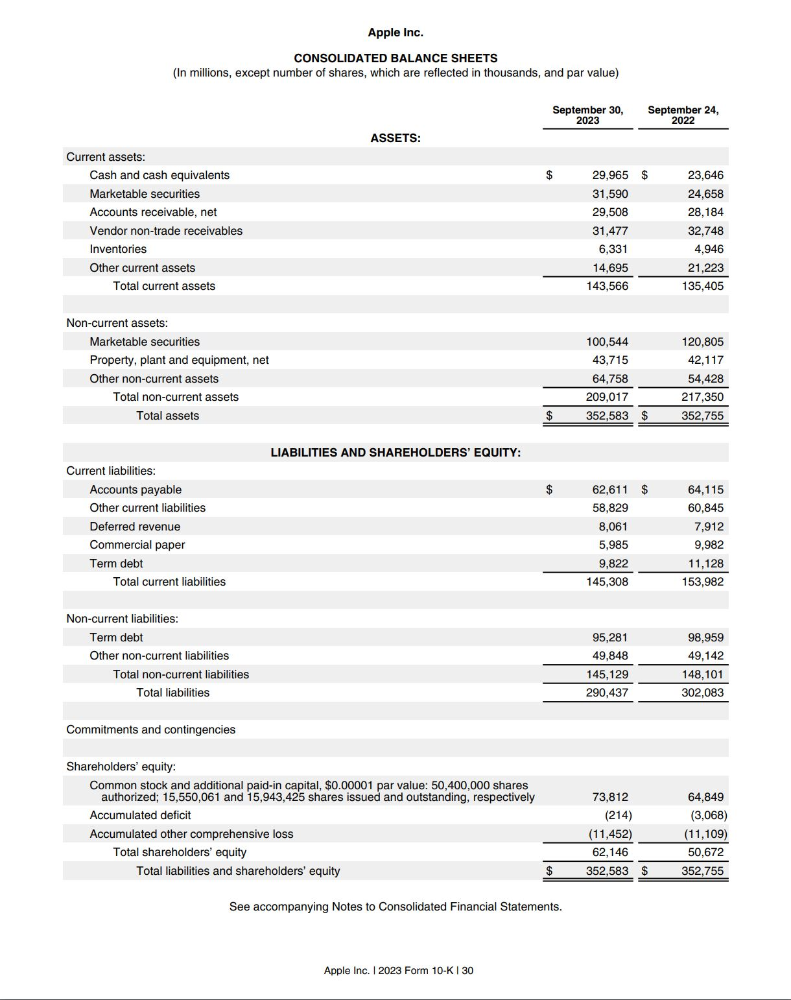 Apple Inc.
CONSOLIDATED BALANCE SHEETS
(In millions, except number of shares, which are reflected in thousands, and par value)
September 30, 2023 September 24, 2022
ASSETS:
Current assets:
Cash and cash equivalents $ 29,965 $ 23,646
Marketable securities 31,590 24,658
Accounts receivable, net 29,508 28,184
Vendor non-trade receivables 31,477 32,748
Inventories 6,331 4,946
Other current assets 14,695 21,223
Total current assets 143,566 135,405
Non-current assets:
Marketable securities 100,544 120,805
Property, plant and equipment, net 43,715 42,117
Other non-current assets 64,758 54,428
Total non-current assets 209,017 217,350
Total assets $ 352,583 $ 352,755
LIABILITIES AND SHAREHOLDERS’ EQUITY:
Current liabilities:
Accounts payable $ 62,611 $ 64,115
Other current liabilities 58,829 60,845
Deferred revenue 8,061 7,912
Commercial paper 5,985 9,982
Term debt 9,822 11,128
Total current liabilities 145,308 153,982
Non-current liabilities:
Term debt 95,281 98,959
Other non-current liabilities 49,848 49,142
Total non-current liabilities 145,129 148,101
Total liabilities 290,437 302,083
Commitments and contingencies
Shareholders’ equity:
Common stock and additional paid-in capital, $0.00001 par value: 50,400,000 shares
authorized; 15,550,061 and 15,943,425 shares issued and outstanding, respectively 73,812 64,849
Accumulated deficit (214) (3,068)
Accumulated other comprehensive loss (11,452) (11,109)
Total shareholders’ equity 62,146 50,672
Total liabilities and shareholders’ equity $ 352,583 $ 352,755
See accompanying Notes to Consolidated Financial Statements.
Apple Inc. | 2023 Form 10-K | 30